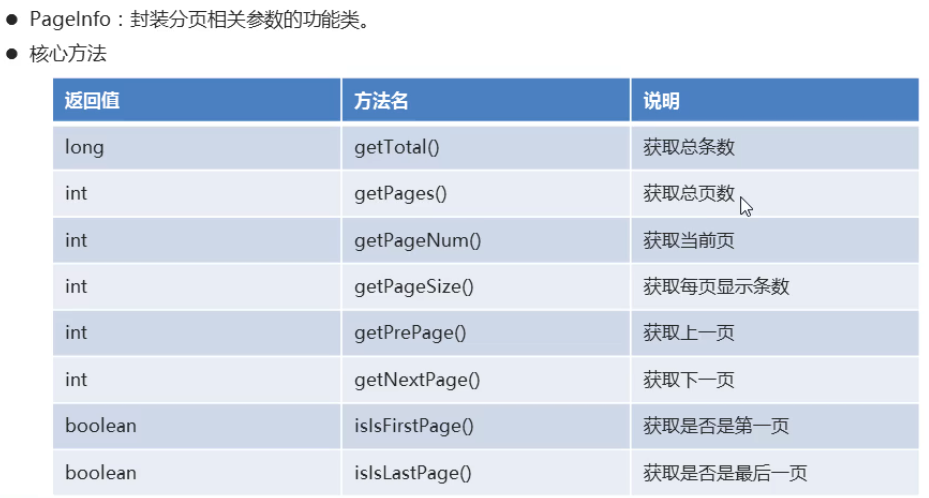 ● PageInfo：封装分页相关参数的功能类。
● 核心方法
返回值 方法名 说明
long getTotal() 获取总条数
int getPages() 获取总页数
int getPageNum() 获取当前页
int getPageSize() 获取每页显示条数
int getPrePage() 获取上一页
int getNextPage() 获取下一页
boolean isIsFirstPage() 获取是否是第一页
boolean isIsLastPage() 获取是否是最后一页